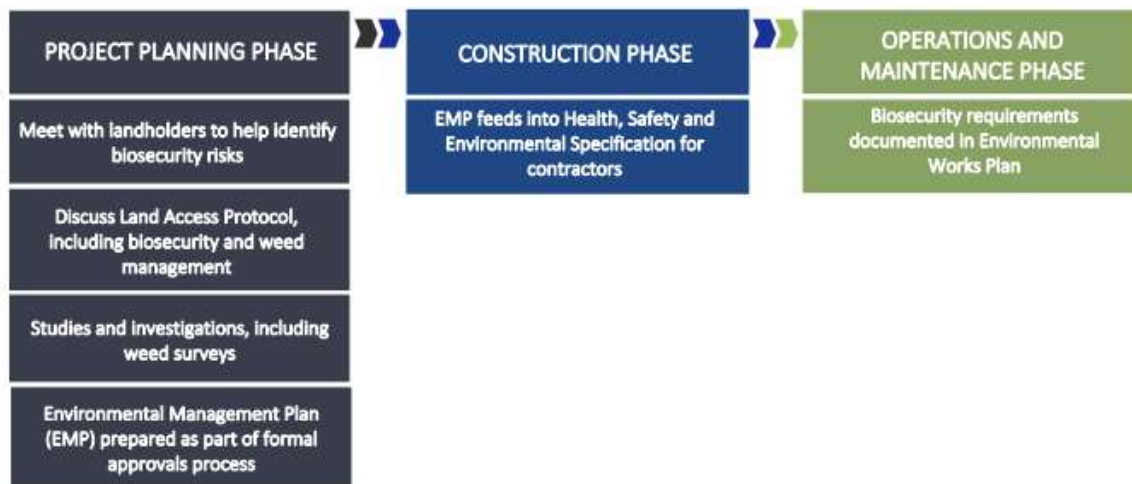 PROJECT PLANNING PHASE
Meet with landholders to help identify
biosecurity risks
Discuss Land Access Protocol,
including biosecurity and weed
management
Studies and investigations, including
weed surveys
Environmental Management Plan
(EMP) prepared as part of formal
approvals process
CONSTRUCTION PHASE
EMP feeds into Health, Safety and
Environmental Specification for
contractors
OPERATIONS AND
MAINTENANCE PHASE
Biosecurity requirements
documented in Environmental
Works Plan